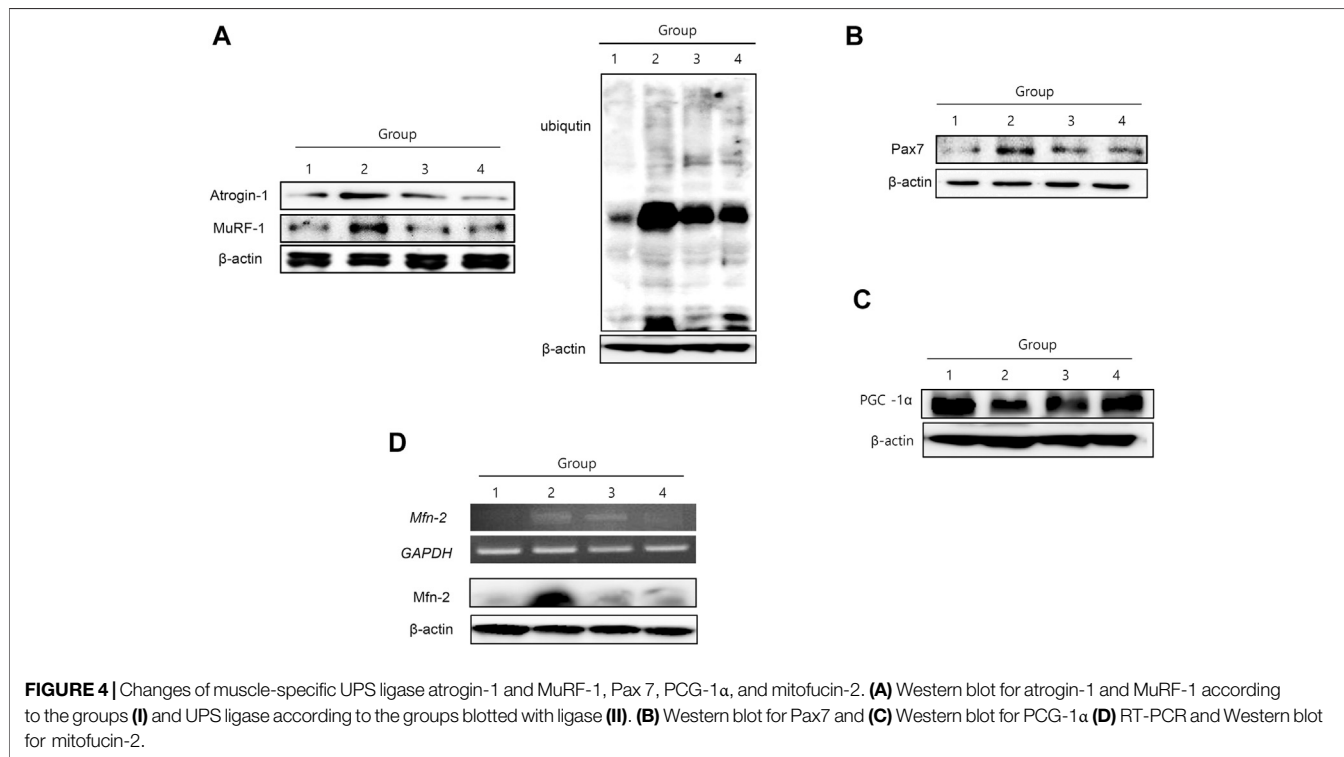 A
Group
1 2 3 4
Atrogin-1
MuRF-1
β-actin
Group
1 2 3 4
ubiqutin
β-actin
B
Group
1 2 3 4
Pax7
β-actin
C
Group
1 2 3 4
PGC -1α
β-actin
D
Group
1 2 3 4
Mfn-2
GAPDH
Mfn-2
β-actin
FIGURE 4 | Changes of muscle-specific UPS ligase atrogin-1 and MuRF-1, Pax 7, PCG-1α, and mitofucin-2. (A) Western blot for atrogin-1 and MuRF-1 according
to the groups (I) and UPS ligase according to the groups blotted with ligase (II). (B) Western blot for Pax7 and (C) Western blot for PCG-1α (D) RT-PCR and Western blot
for mitofucin-2.